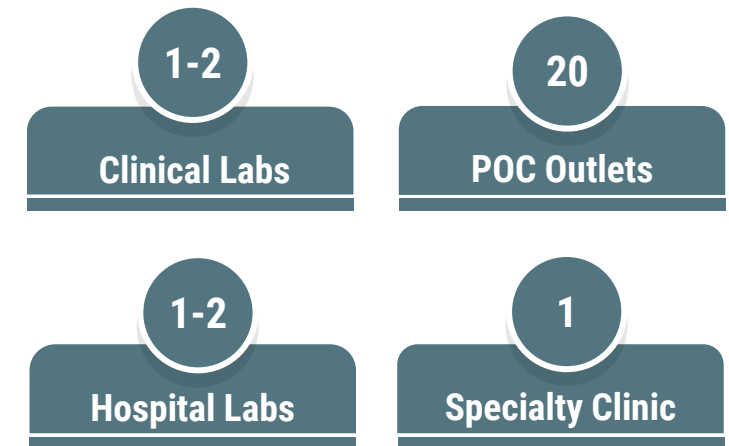 1-2
Clinical Labs
20
POC Outlets
1-2
Hospital Labs
1
Specialty Clinic